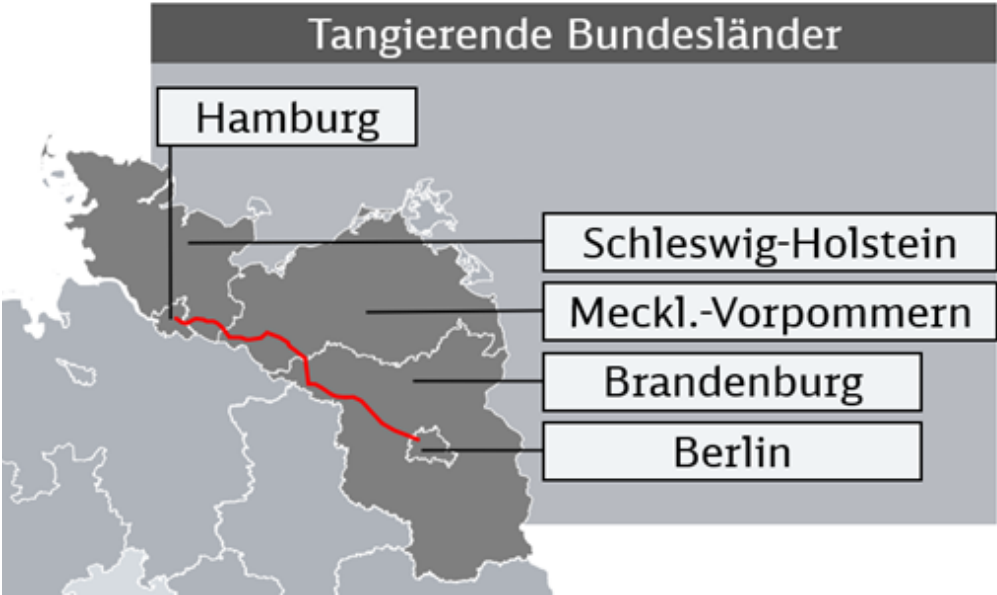 Tangierende Bundesländer
Hamburg
Schleswig-Holstein
Meckl.-Vorpommern
Brandenburg
Berlin